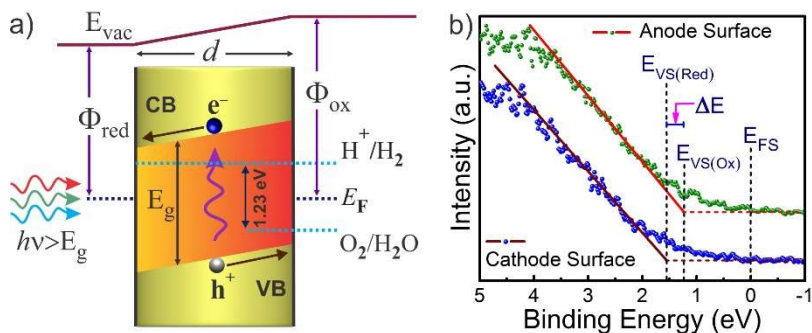 a)
E_vac
d
Φ_red
Φ_ox
CB
e⁻
H⁺/H₂
E_g
1.23 eV
E_F
hν>E_g
O₂/H₂O
h⁺
VB
b)
Anode Surface
E_VS(Red)
ΔE
E_VS(Ox)
E_FS
Cathode Surface
Intensity (a.u.)
5 4 3 2 1 0 -1
Binding Energy (eV)